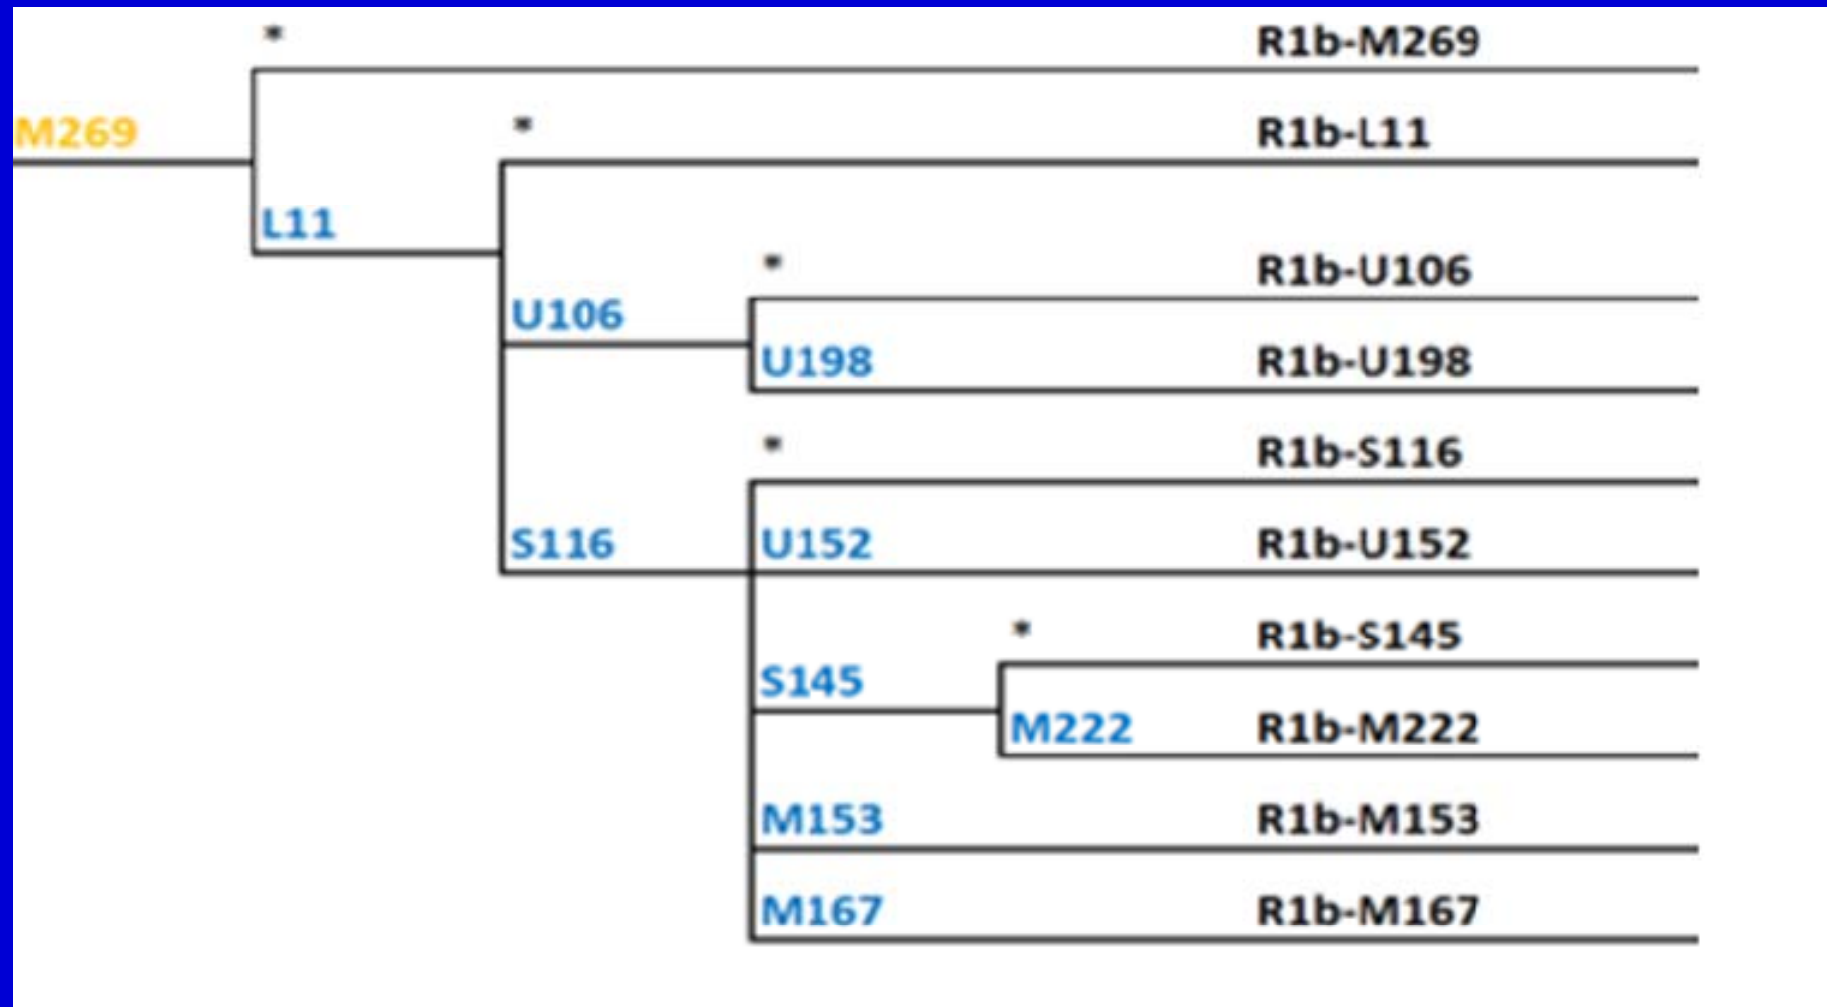 * R1b-M269
M269 * R1b-L11
L11
* R1b-U106
U106
U198 R1b-U198
* R1b-S116
S116 U152 R1b-U152
* R1b-S145
S145
M222 R1b-M222
M153 R1b-M153
M167 R1b-M167